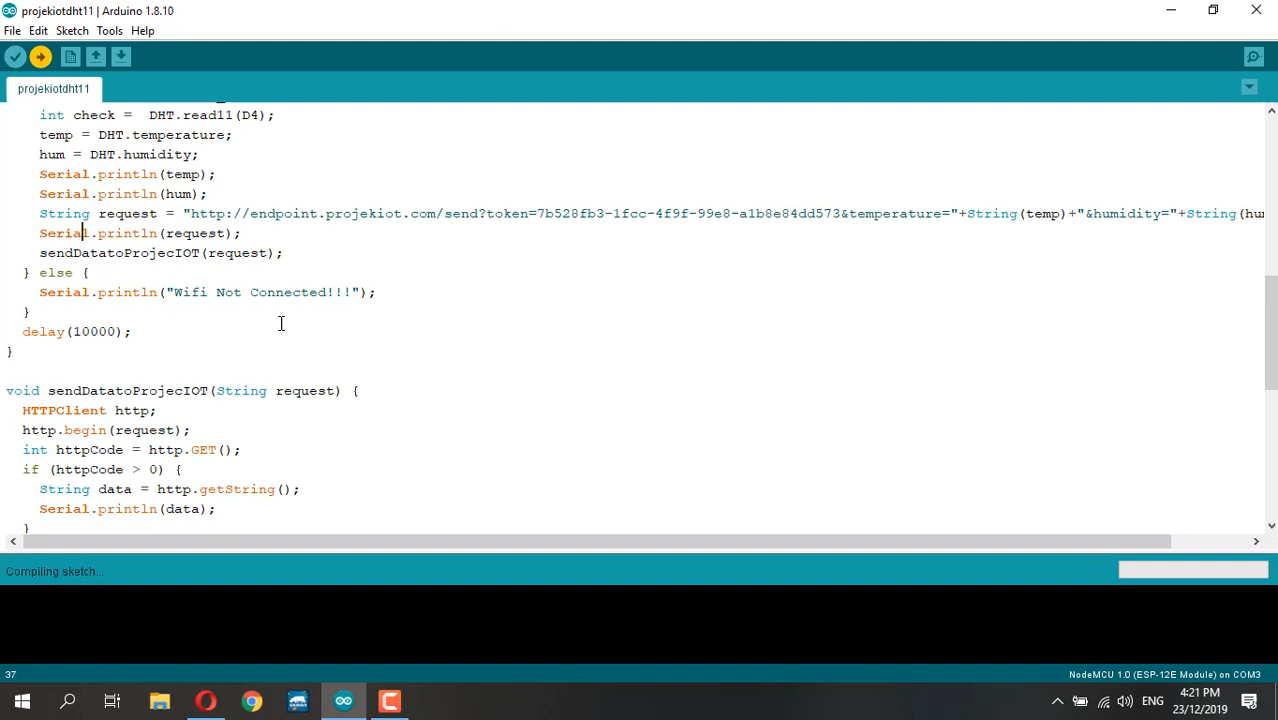 projekiotdht11 | Arduino 1.8.10
File Edit Sketch Tools Help
projekiotdht11
int check =  DHT.read11(D4);
temp = DHT.temperature;
hum = DHT.humidity;
Serial.println(temp);
Serial.println(hum);
String request = "http://endpoint.projekiot.com/send?token=7b528fb3-1fcc-4f9f-99e8-a1b8e84dd573&temperature="+String(temp)+"&humidity="+String(hum
Serial.println(request);
sendDatatoProjecIOT(request);
} else {
Serial.println("Wifi Not Connected!!!");
}
delay(10000);
}
void sendDatatoProjecIOT(String request) {
HTTPClient http;
http.begin(request);
int httpCode = http.GET();
if (httpCode > 0) {
String data = http.getString();
Serial.println(data);
}
Compiling sketch...
37
NodeMCU 1.0 (ESP-12E Module) on COM3
ENG
4:21 PM
23/12/2019